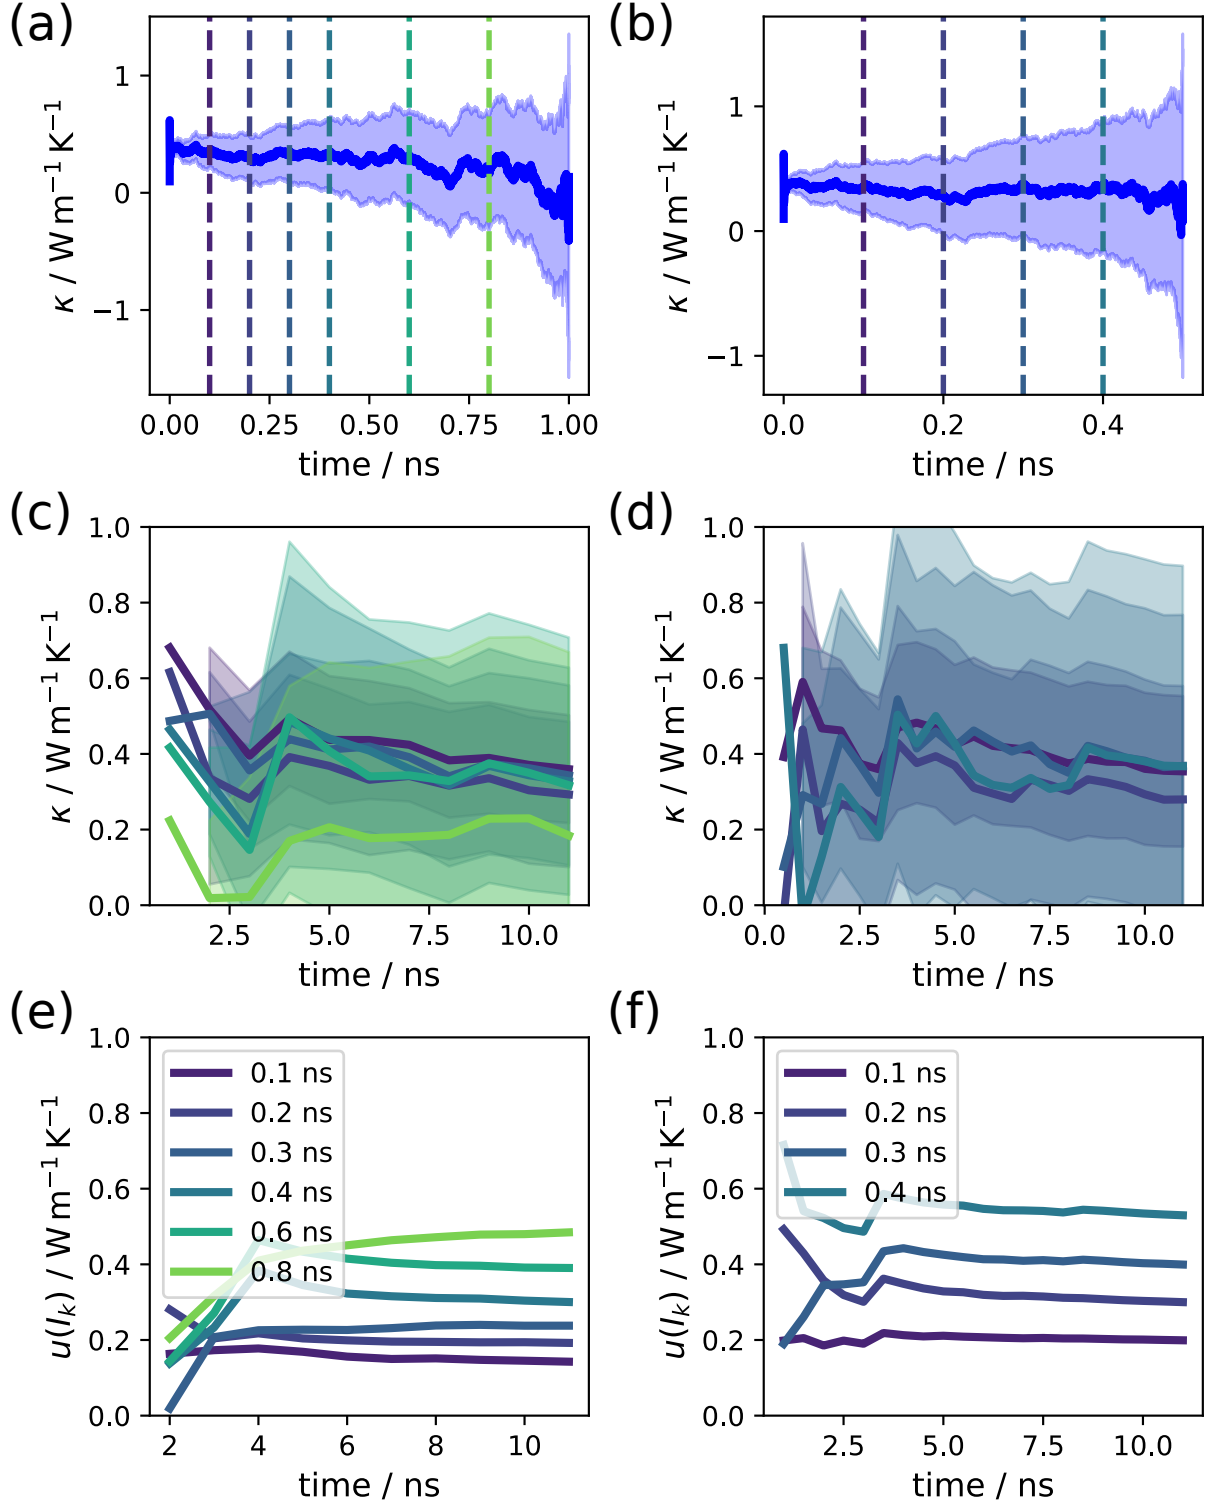 (a)
κ / W m⁻¹ K⁻¹
1
0
−1
0.00 0.25 0.50 0.75 1.00
time / ns
(b)
κ / W m⁻¹ K⁻¹
1
0
−1
0.0 0.2 0.4
time / ns
(c)
κ / W m⁻¹ K⁻¹
1.0
0.8
0.6
0.4
0.2
0.0
2.5 5.0 7.5 10.0
time / ns
(d)
κ / W m⁻¹ K⁻¹
1.0
0.8
0.6
0.4
0.2
0.0
0.0 2.5 5.0 7.5 10.0
time / ns
(e)
u(I_k) / W m⁻¹ K⁻¹
1.0
0.8
0.6
0.4
0.2
0.0
0.1 ns
0.2 ns
0.3 ns
0.4 ns
0.6 ns
0.8 ns
2 4 6 8 10
time / ns
(f)
u(I_k) / W m⁻¹ K⁻¹
1.0
0.8
0.6
0.4
0.2
0.0
0.1 ns
0.2 ns
0.3 ns
0.4 ns
2.5 5.0 7.5 10.0
time / ns